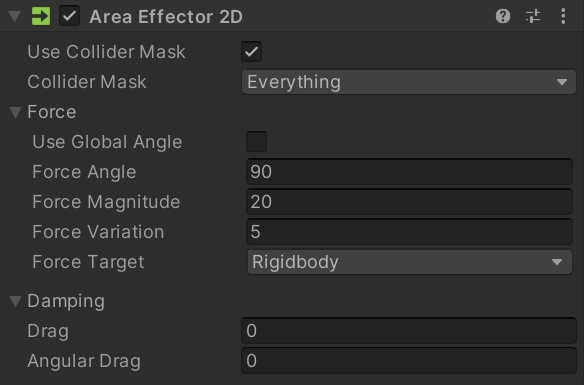 Area Effector 2D
Use Collider Mask
Collider Mask Everything
Force
Use Global Angle
Force Angle 90
Force Magnitude 20
Force Variation 5
Force Target Rigidbody
Damping
Drag 0
Angular Drag 0